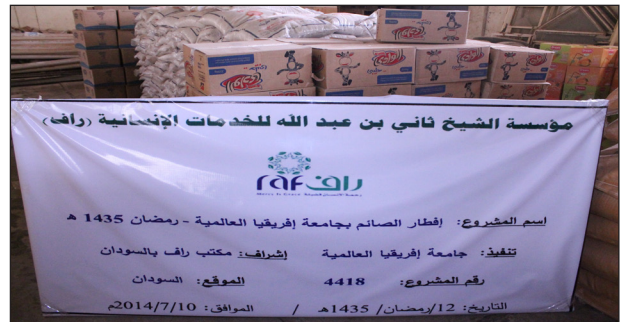 مؤسسة الشيخ ثاني بن عبد الله للخدمات الإنسانية (راف)
raf راف
اسم المشروع: إفطار الصائم بجامعة إفريقيا العالمية - رمضان 1435 هـ
تنفيذ: جامعة إفريقيا العالمية إشراف: مكتب راف بالسودان
رقم المشروع: 4418 الموقع: السودان
التاريخ: 12/رمضان/ 1435هـ / الموافق: 2014/7/10م